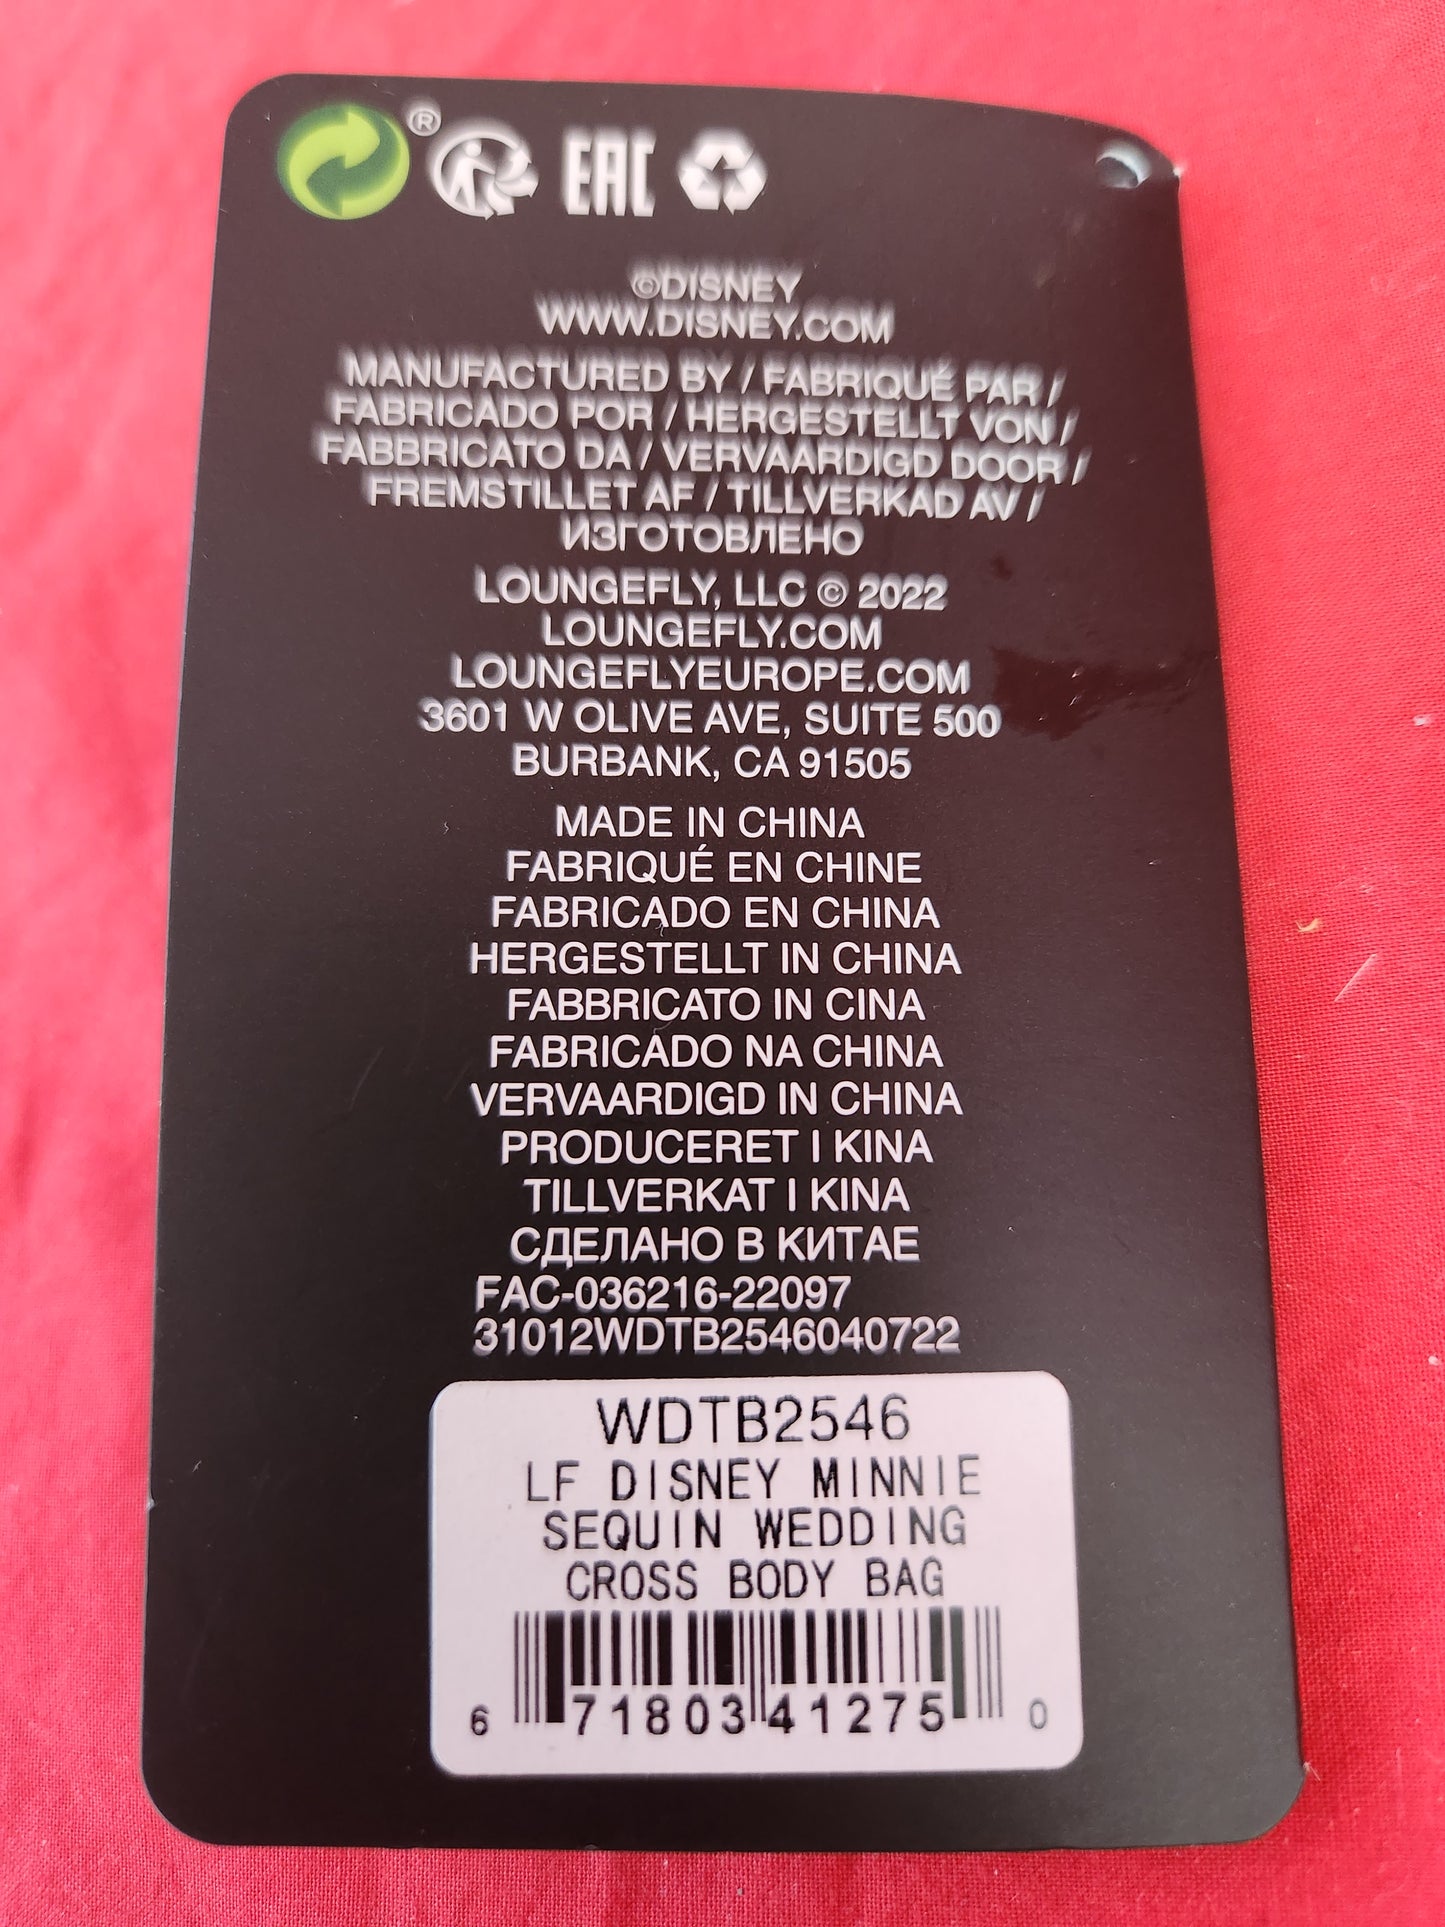 ®
EAC
©DISNEY
WWW.DISNEY.COM
MANUFACTURED BY / FABRIQUÉ PAR /
FABRICADO POR / HERGESTELLT VON /
FABBRICATO DA / VERVAARDIGD DOOR /
FREMSTILLET AF / TILLVERKAD AV /
ИЗГОТОВЛЕНО
LOUNGEFLY, LLC © 2022
LOUNGEFLY.COM
LOUNGEFLYEUROPE.COM
3601 W OLIVE AVE, SUITE 500
BURBANK, CA 91505
MADE IN CHINA
FABRIQUÉ EN CHINE
FABRICADO EN CHINA
HERGESTELLT IN CHINA
FABBRICATO IN CINA
FABRICADO NA CHINA
VERVAARDIGD IN CHINA
PRODUCERET I KINA
TILLVERKAT I KINA
СДЕЛАНО В КИТАЕ
FAC-036216-22097
31012WDTB2546040722
WDTB2546
LF DISNEY MINNIE
SEQUIN WEDDING
CROSS BODY BAG
6 71803 41275 0